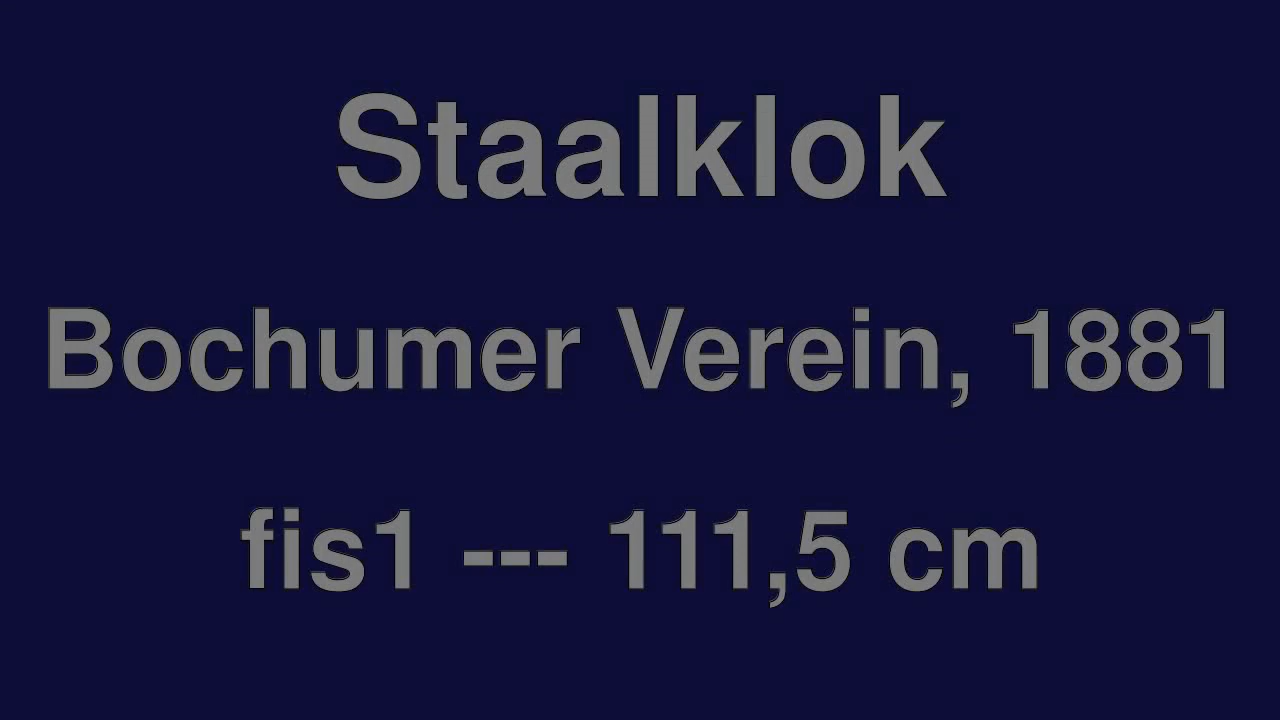 Staalklok
Bochumer Verein, 1881
fis1 --- 111,5 cm